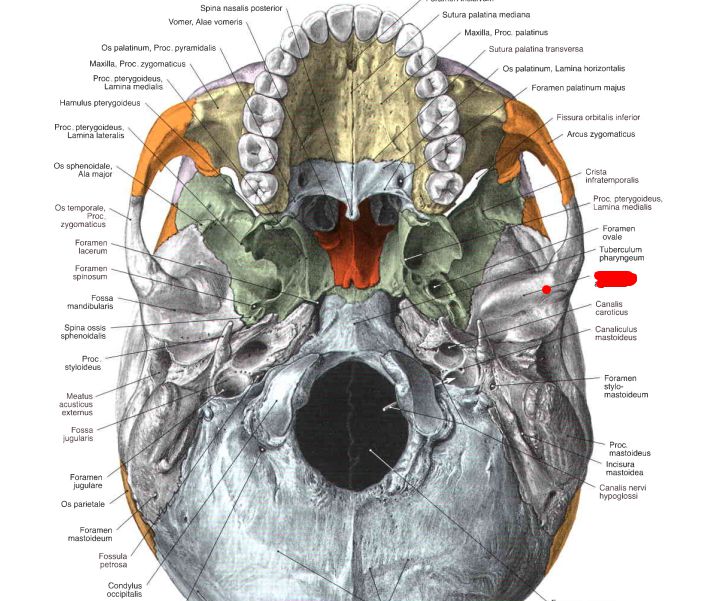 Spina nasalis posterior
Vomer, Alae vomeris
Os palatinum, Proc. pyramidalis
Maxilla, Proc. zygomaticus
Proc. pterygoideus,
Lamina medialis
Hamulus pterygoideus
Proc. pterygoideus,
Lamina lateralis
Os sphenoidale,
Ala major
Os temporale,
Proc.
zygomaticus
Foramen
lacerum
Foramen
spinosum
Fossa
mandibularis
Spina ossis
sphenoidalis
Proc.
styloideus
Meatus
acusticus
externus
Fossa
jugularis
Foramen
jugulare
Os parietale
Foramen
mastoideum
Fossula
petrosa
Condylus
occipitalis
Sutura palatina mediana
Maxilla, Proc. palatinus
Sutura palatina transversa
Os palatinum, Lamina horizontalis
Foramen palatinum majus
Fissura orbitalis inferior
Arcus zygomaticus
Crista
infratemporalis
Proc. pterygoideus,
Lamina medialis
Foramen
ovale
Tuberculum
pharyngeum
Canalis
caroticus
Canaliculus
mastoideus
Foramen
stylo-
mastoideum
Proc.
mastoideus
Incisura
mastoidea
Canalis nervi
hypoglossi